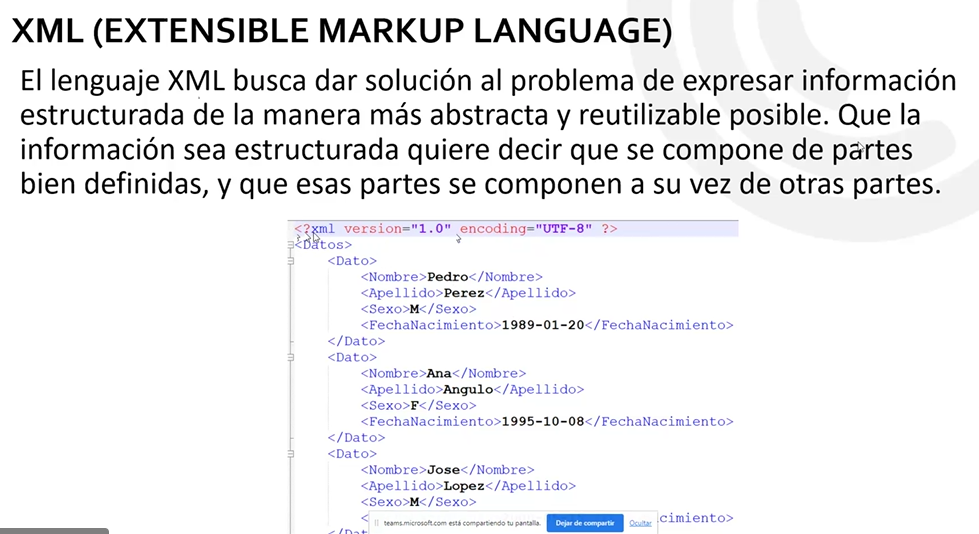 XML (EXTENSIBLE MARKUP LANGUAGE)
El lenguaje XML busca dar solución al problema de expresar información
estructurada de la manera más abstracta y reutilizable posible. Que la
información sea estructurada quiere decir que se compone de partes
bien definidas, y que esas partes se componen a su vez de otras partes.
<?xml version="1.0" encoding="UTF-8" ?>
<Datos>
<Dato>
<Nombre>Pedro</Nombre>
<Apellido>Perez</Apellido>
<Sexo>M</Sexo>
<FechaNacimiento>1989-01-20</FechaNacimiento>
</Dato>
<Dato>
<Nombre>Ana</Nombre>
<Apellido>Angulo</Apellido>
<Sexo>F</Sexo>
<FechaNacimiento>1995-10-08</FechaNacimiento>
</Dato>
<Dato>
<Nombre>Jose</Nombre>
<Apellido>Lopez</Apellido>
<Sexo>M</Sexo>
teams.microsoft.com está compartiendo tu pantalla. Dejar de compartir Ocultar